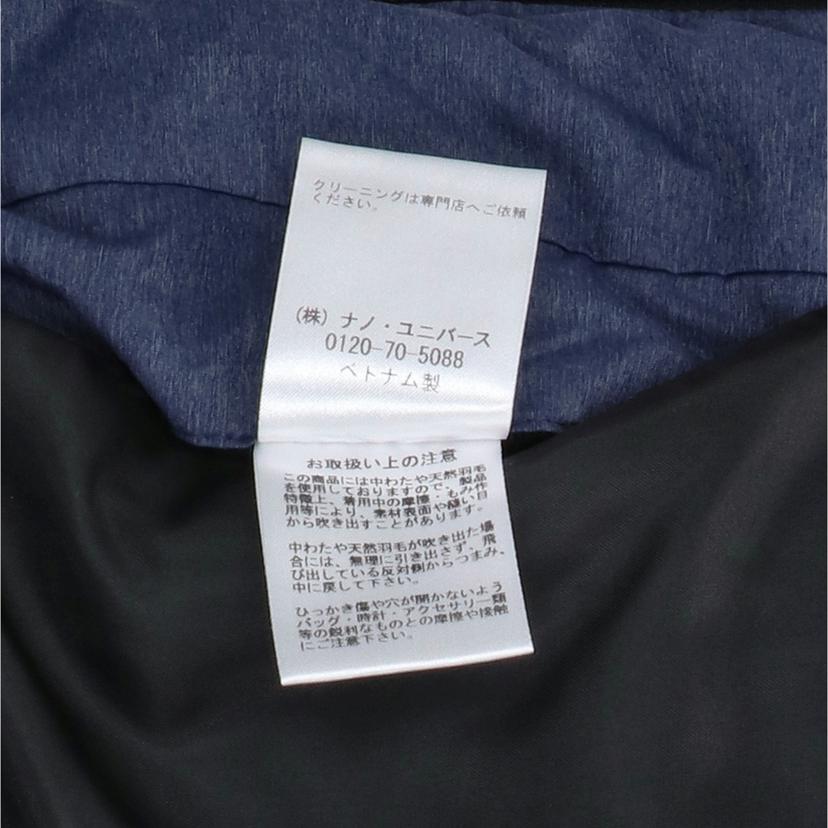 クリーニングは専門店へご依頼
ください。
(株) ナノ・ユニバース
0120-70-5088
ベトナム製
お取扱い上の注意
この商品には中わたや天然羽毛
を使用しておりますので、製品
特徴上、着用中の摩擦・もみ作
用等により、素材表面や縫い目
から吹き出すことがあります。
中わたや天然羽毛が吹き出た場
合には、無理に引き出さず、飛
び出している反対側からつまみ、
中に戻して下さい。
ひっかき傷や穴が開かないよう
バッグ・時計・アクセサリー類
等の鋭利なものとの摩擦や接触
にご注意下さい。